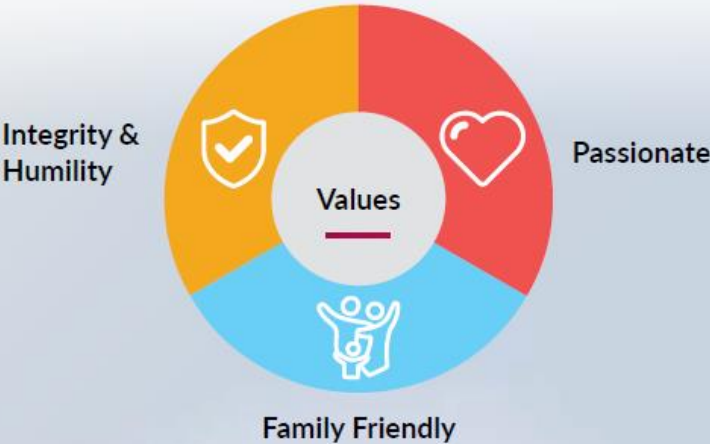 Integrity &
Humility
Passionate
Values
Family Friendly